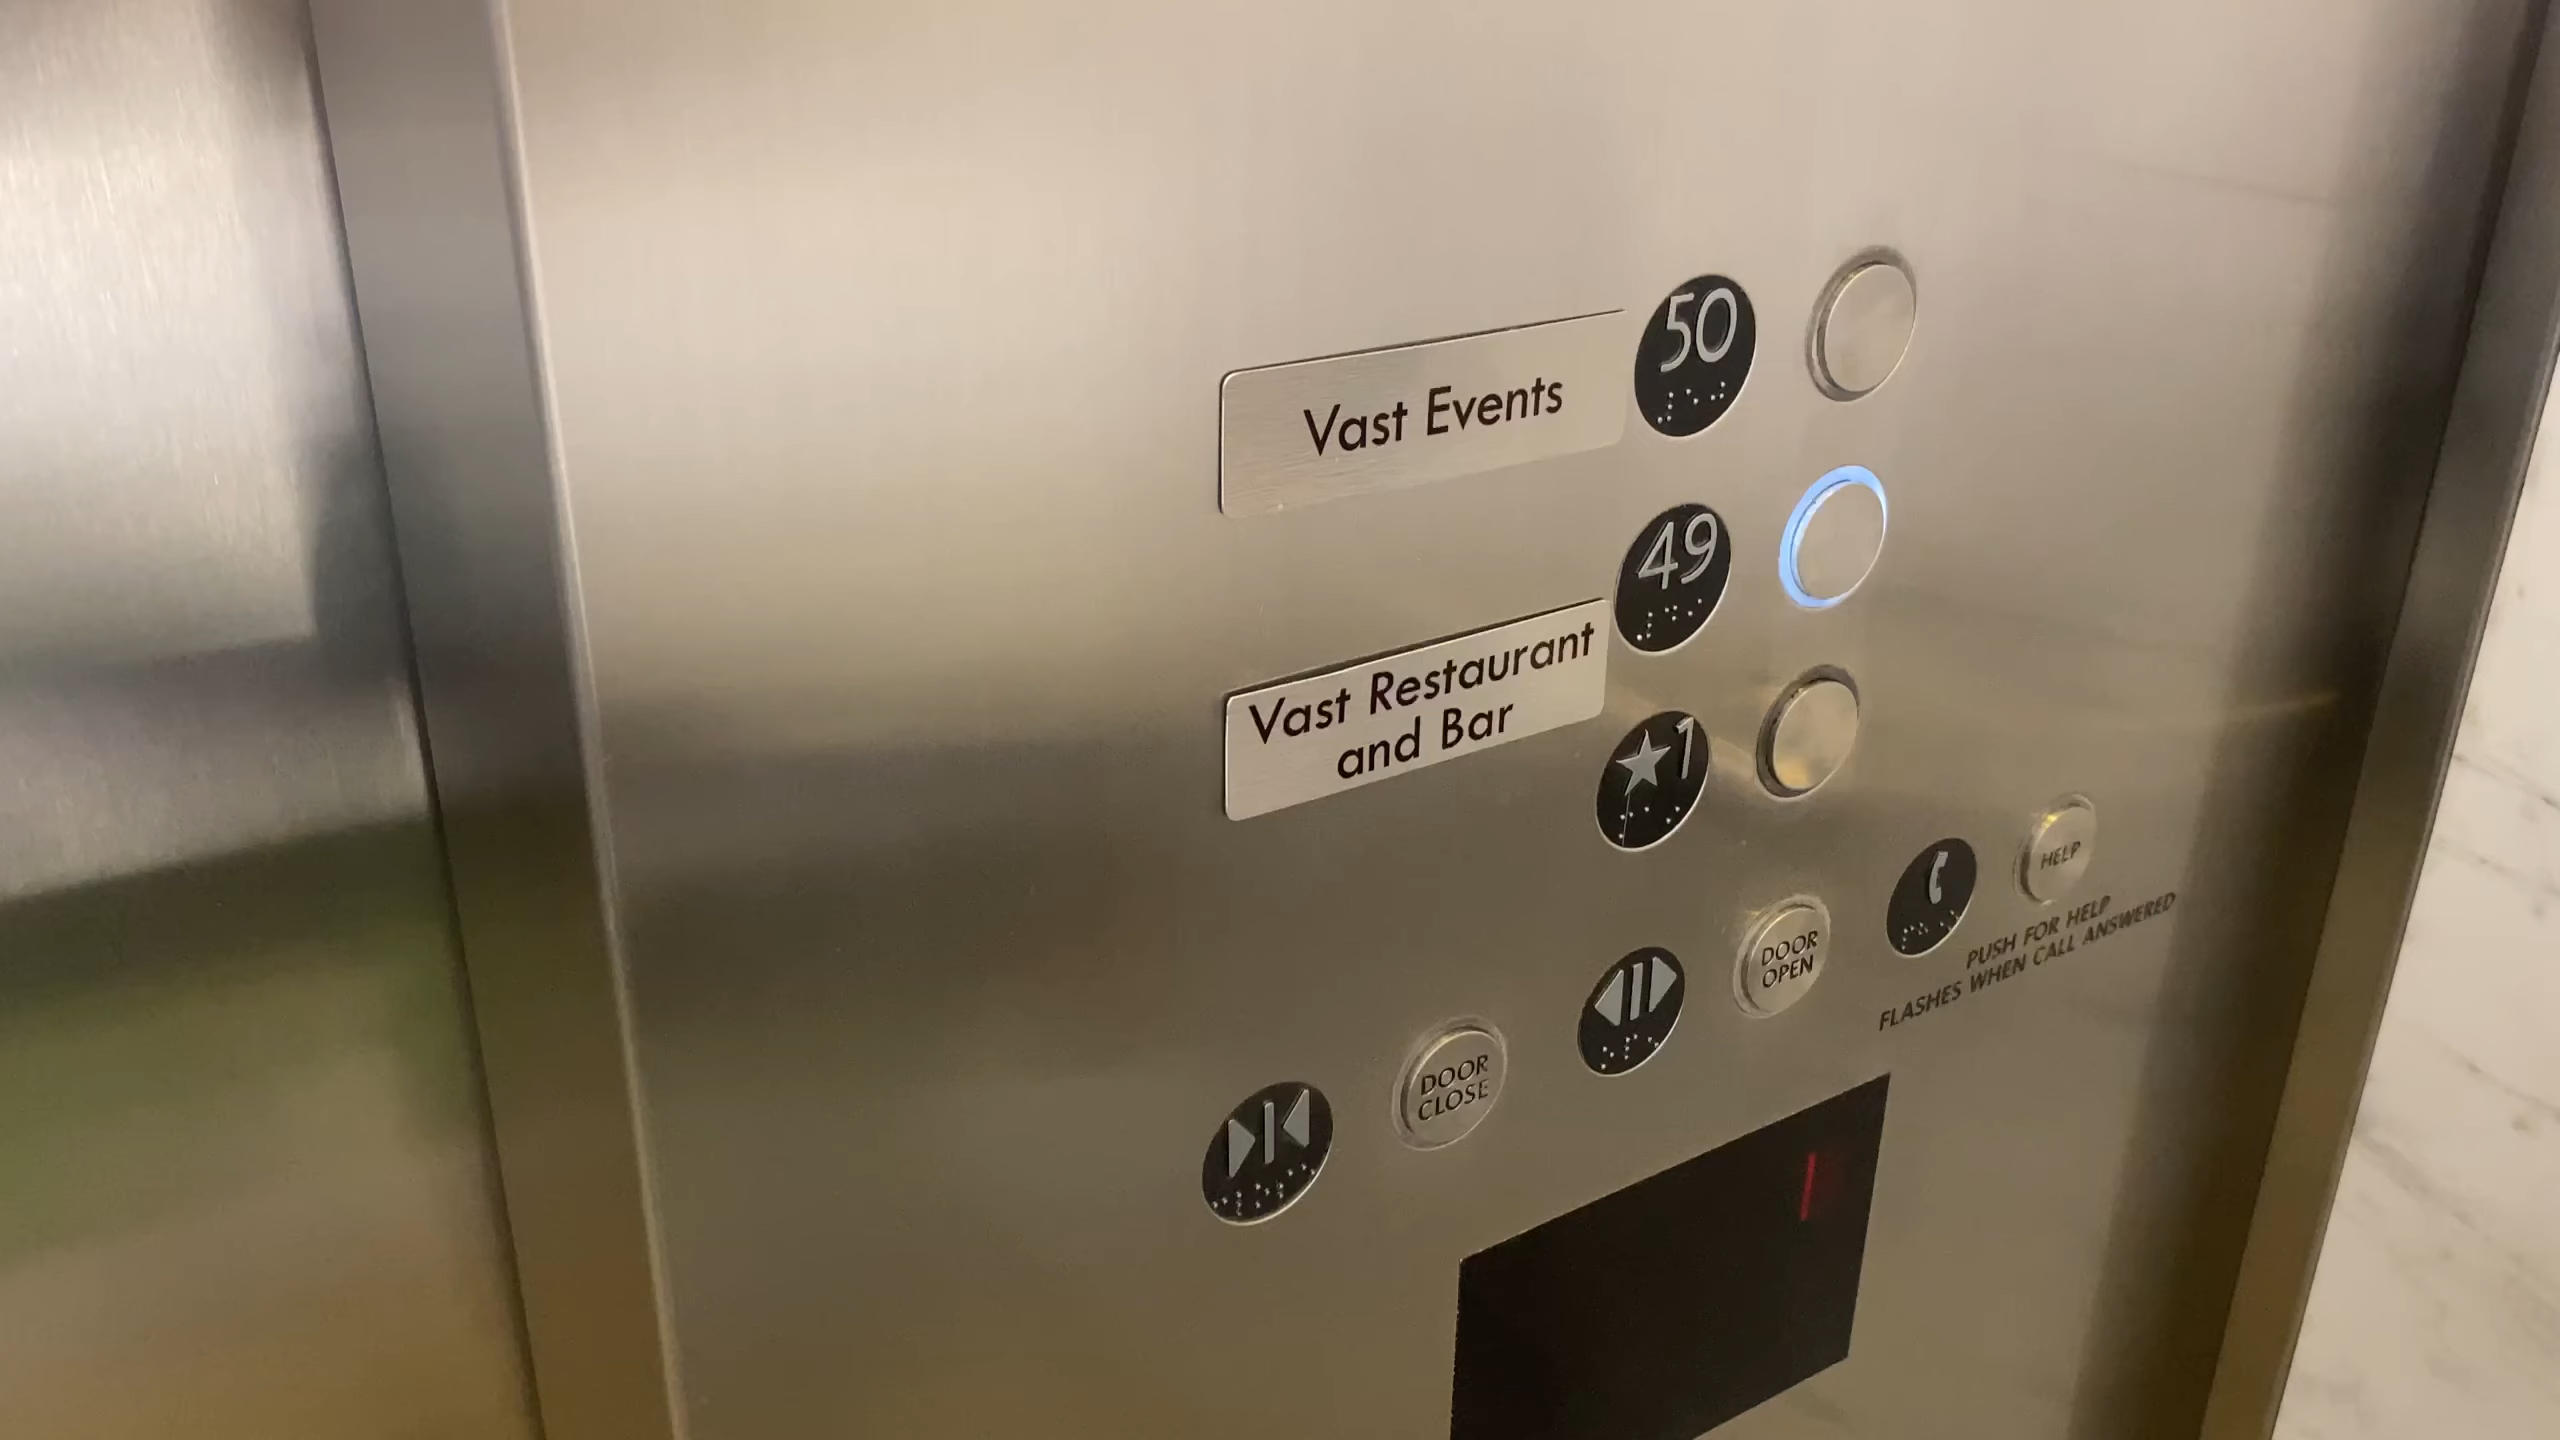 50
Vast Events
49
Vast Restaurant
and Bar
★1
HELP
PUSH FOR HELP
FLASHES WHEN CALL ANSWERED
DOOR
OPEN
DOOR
CLOSE